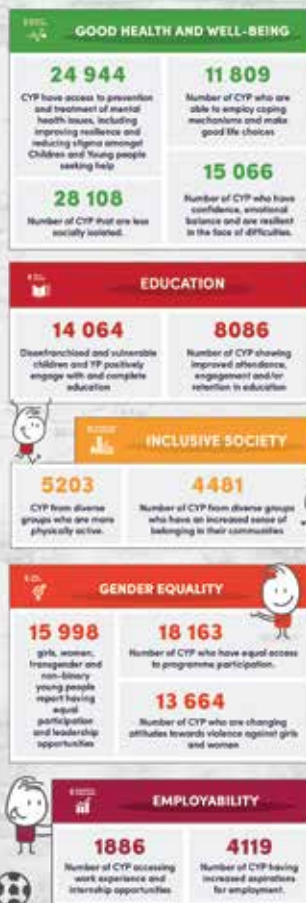 GOOD HEALTH AND WELL-BEING
24 944
CYP have access to prevention
and treatment of mental
health issues, including
improving resilience and
reducing stigma amongst
Children and Young people
seeking help
11 809
Number of CYP who are
able to employ coping
mechanisms and make
good life choices
28 108
Number of CYP that are less
socially isolated.
15 066
Number of CYP who have
confidence, emotional
balance and are resilient
in the face of difficulties.
EDUCATION
14 064
Disenfranchised and vulnerable
children and YP positively
engage with and complete
education
8086
Number of CYP showing
improved attendance,
engagement and/or
retention in education
INCLUSIVE SOCIETY
5203
CYP from diverse
groups who are more
physically active.
4481
Number of CYP from diverse groups
who have an increased sense of
belonging in their communities
GENDER EQUALITY
15 998
girls, women,
transgender and
non-binary
young people
report having
equal
participation
and leadership
opportunities
18 163
Number of CYP who have equal access
to programme participation.
13 664
Number of CYP who are changing
attitudes towards violence against girls
and women
EMPLOYABILITY
1886
Number of CYP accessing
work experience and
internship opportunities
4119
Number of CYP having
increased aspirations
for employment.